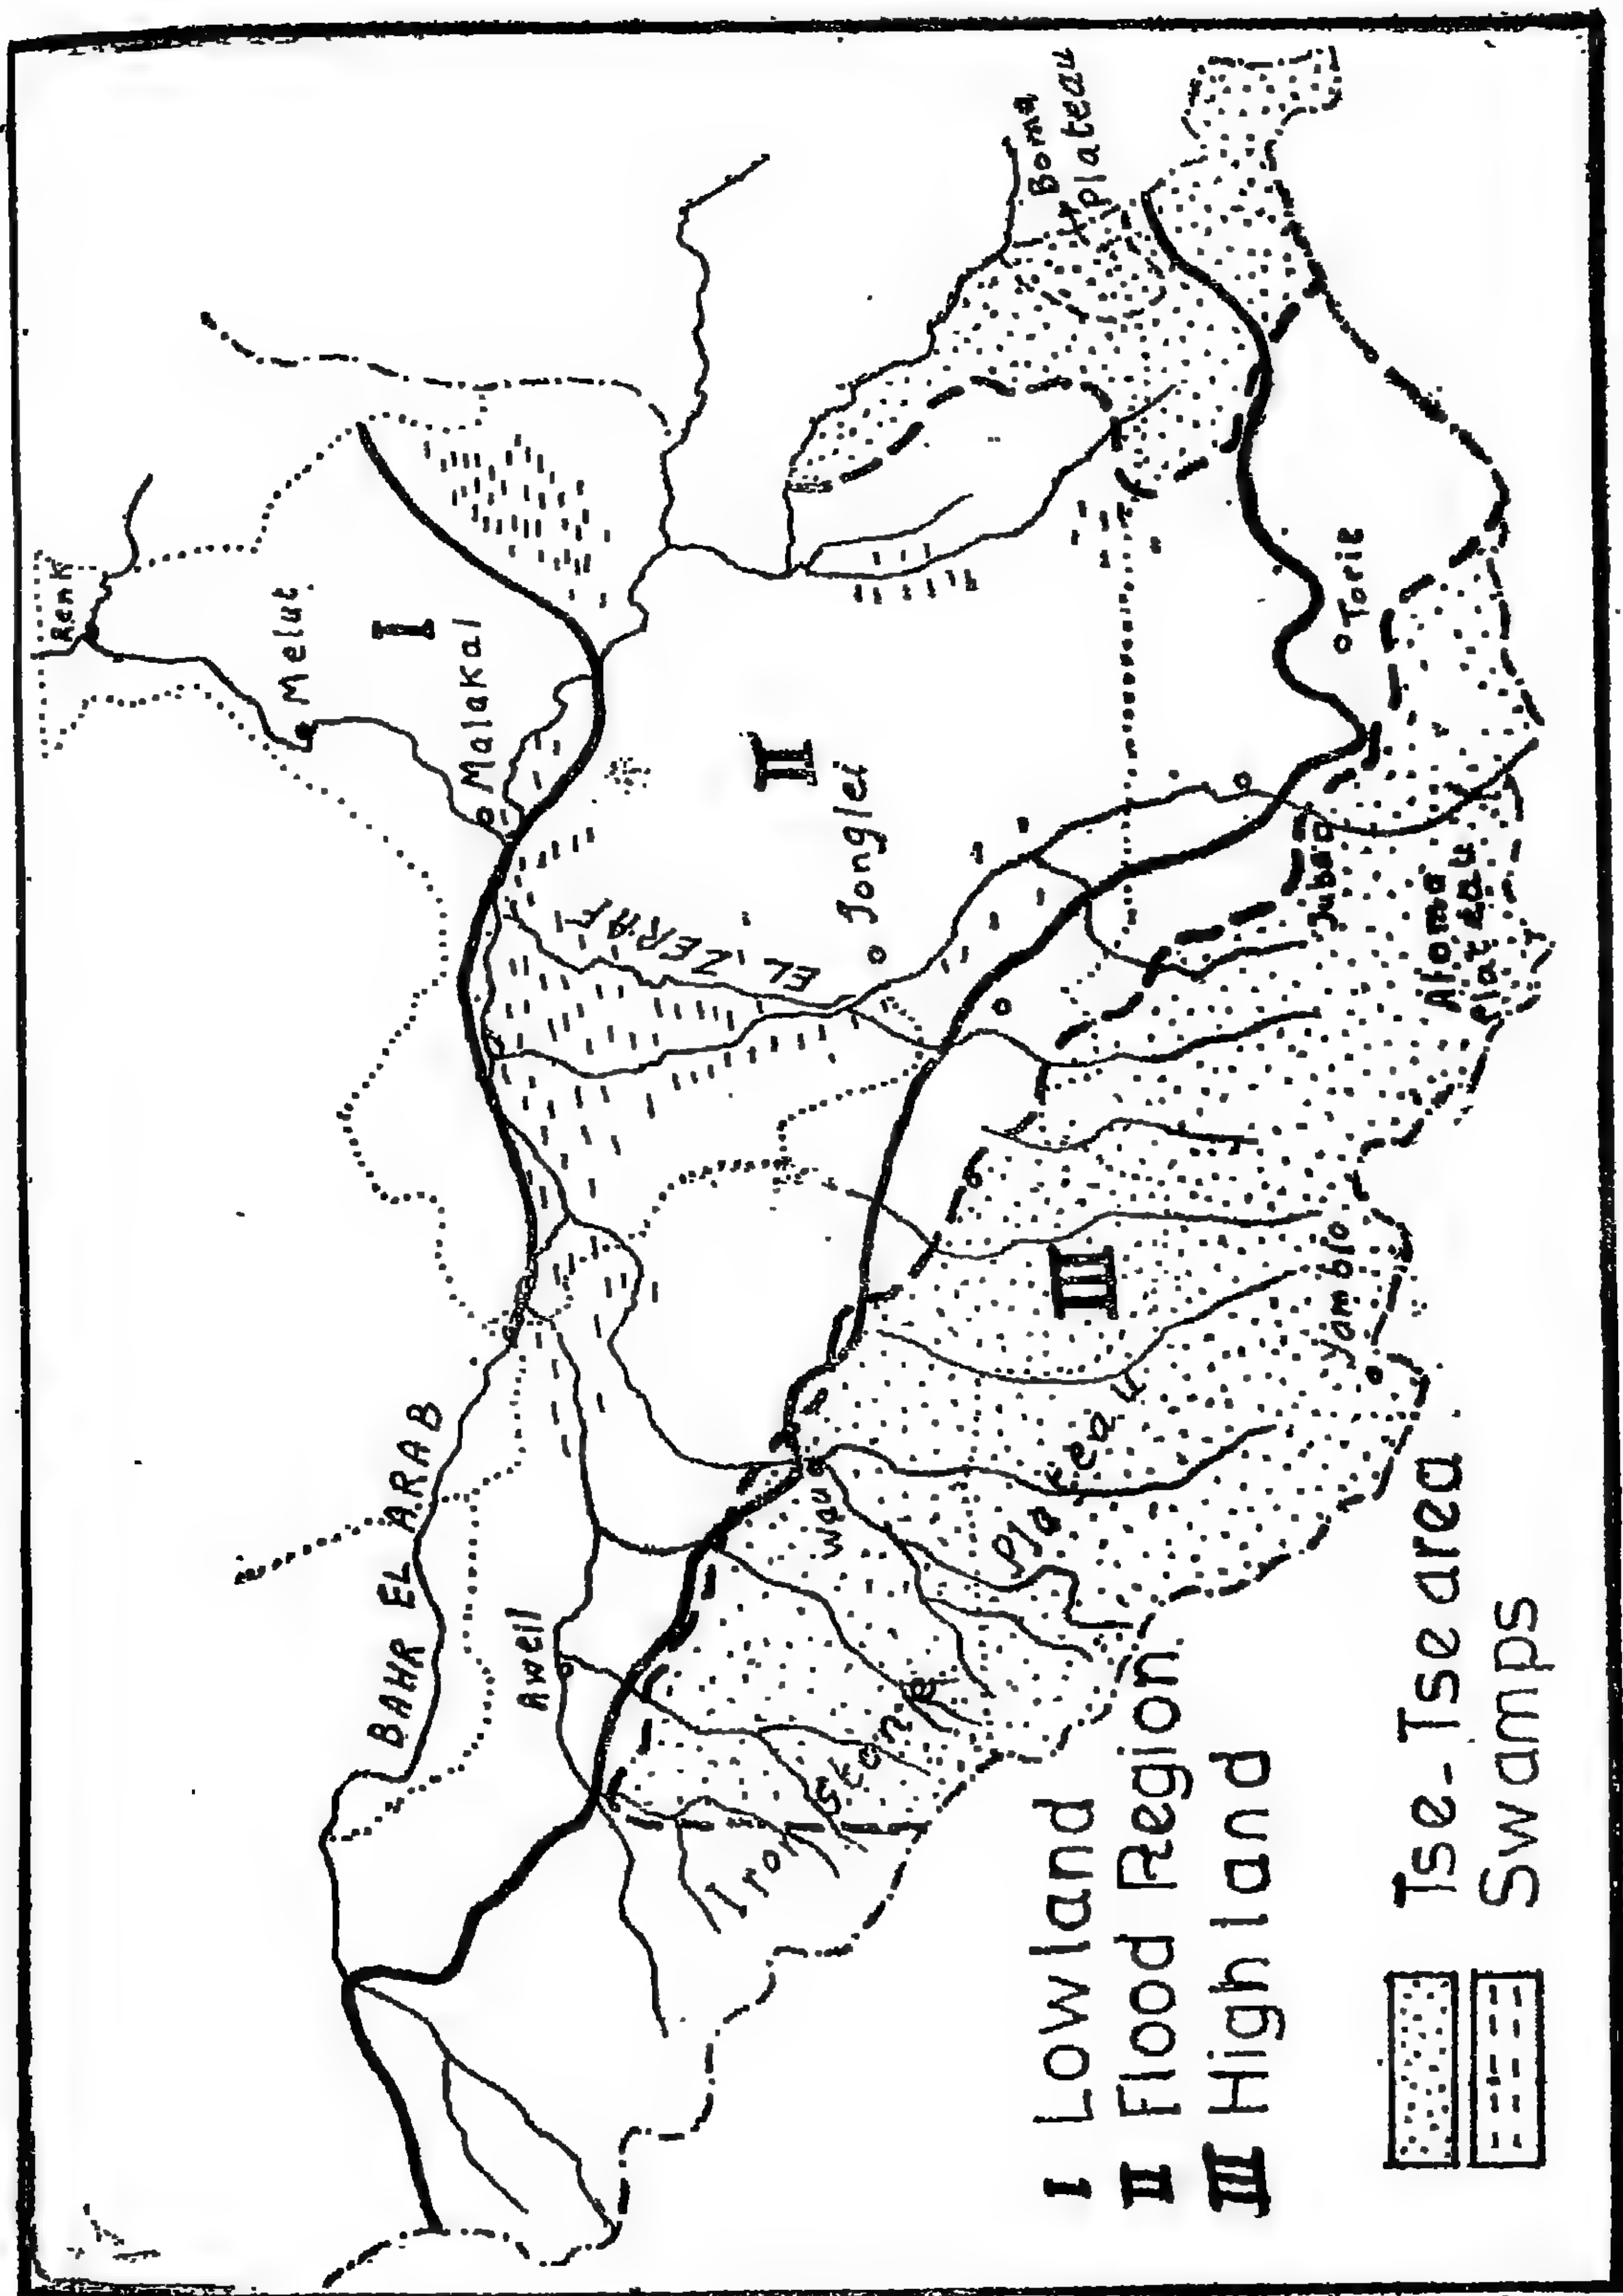 Renk
Melut
I
Malakal
BAHR EL ARAB
Aweil
EL ZERAF
II
Jonglei
Boma
plateau
Wau
Iron Stone Plateau
III
Torit
Juba
Aloma
Plateau
Yambio
I Lowland
II Flood Region
III Highland
Tse-Tse area
Swamps